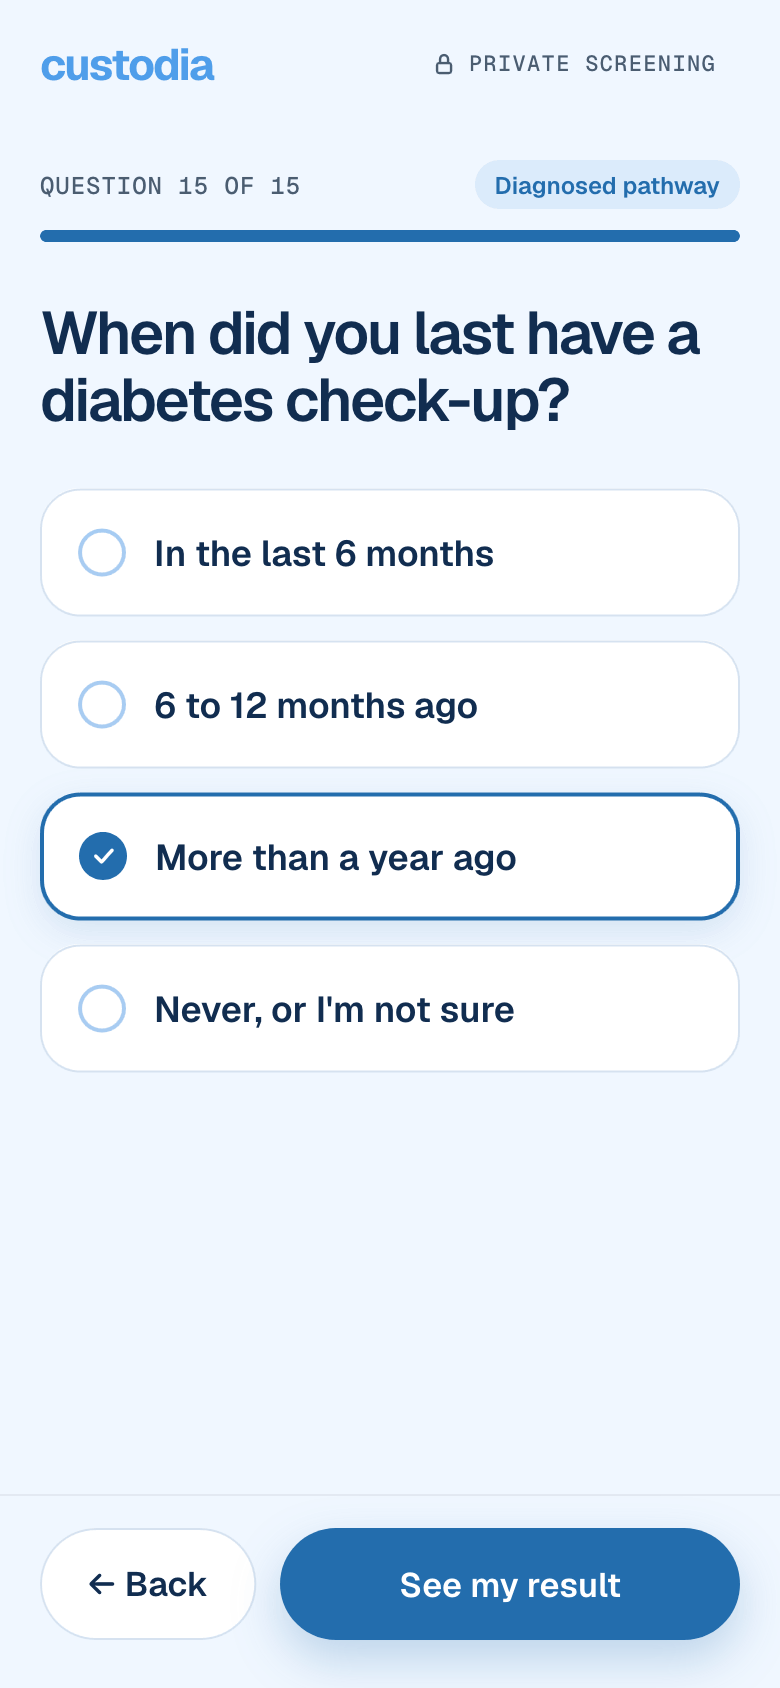 custodia
PRIVATE SCREENING
QUESTION 15 OF 15
Diagnosed pathway
When did you last have a
diabetes check-up?
In the last 6 months
6 to 12 months ago
More than a year ago
Never, or I'm not sure
← Back
See my result